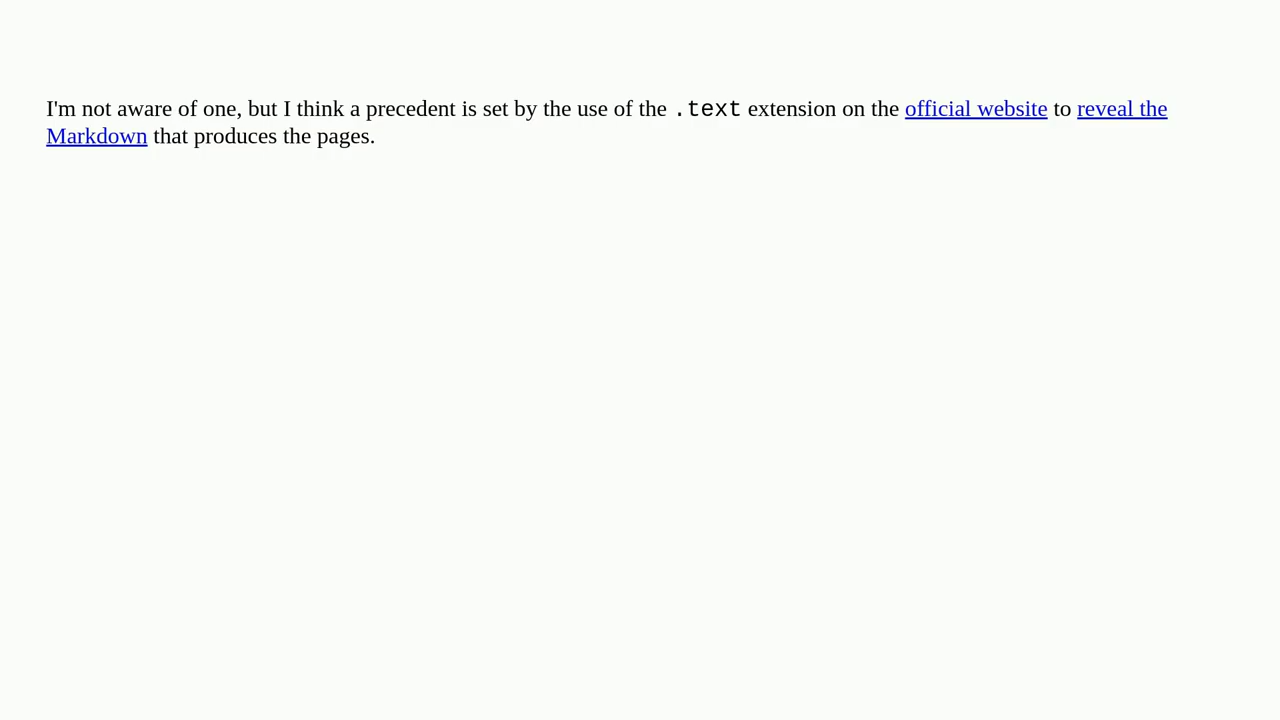 I'm not aware of one, but I think a precedent is set by the use of the .text extension on the official website to reveal the
Markdown that produces the pages.